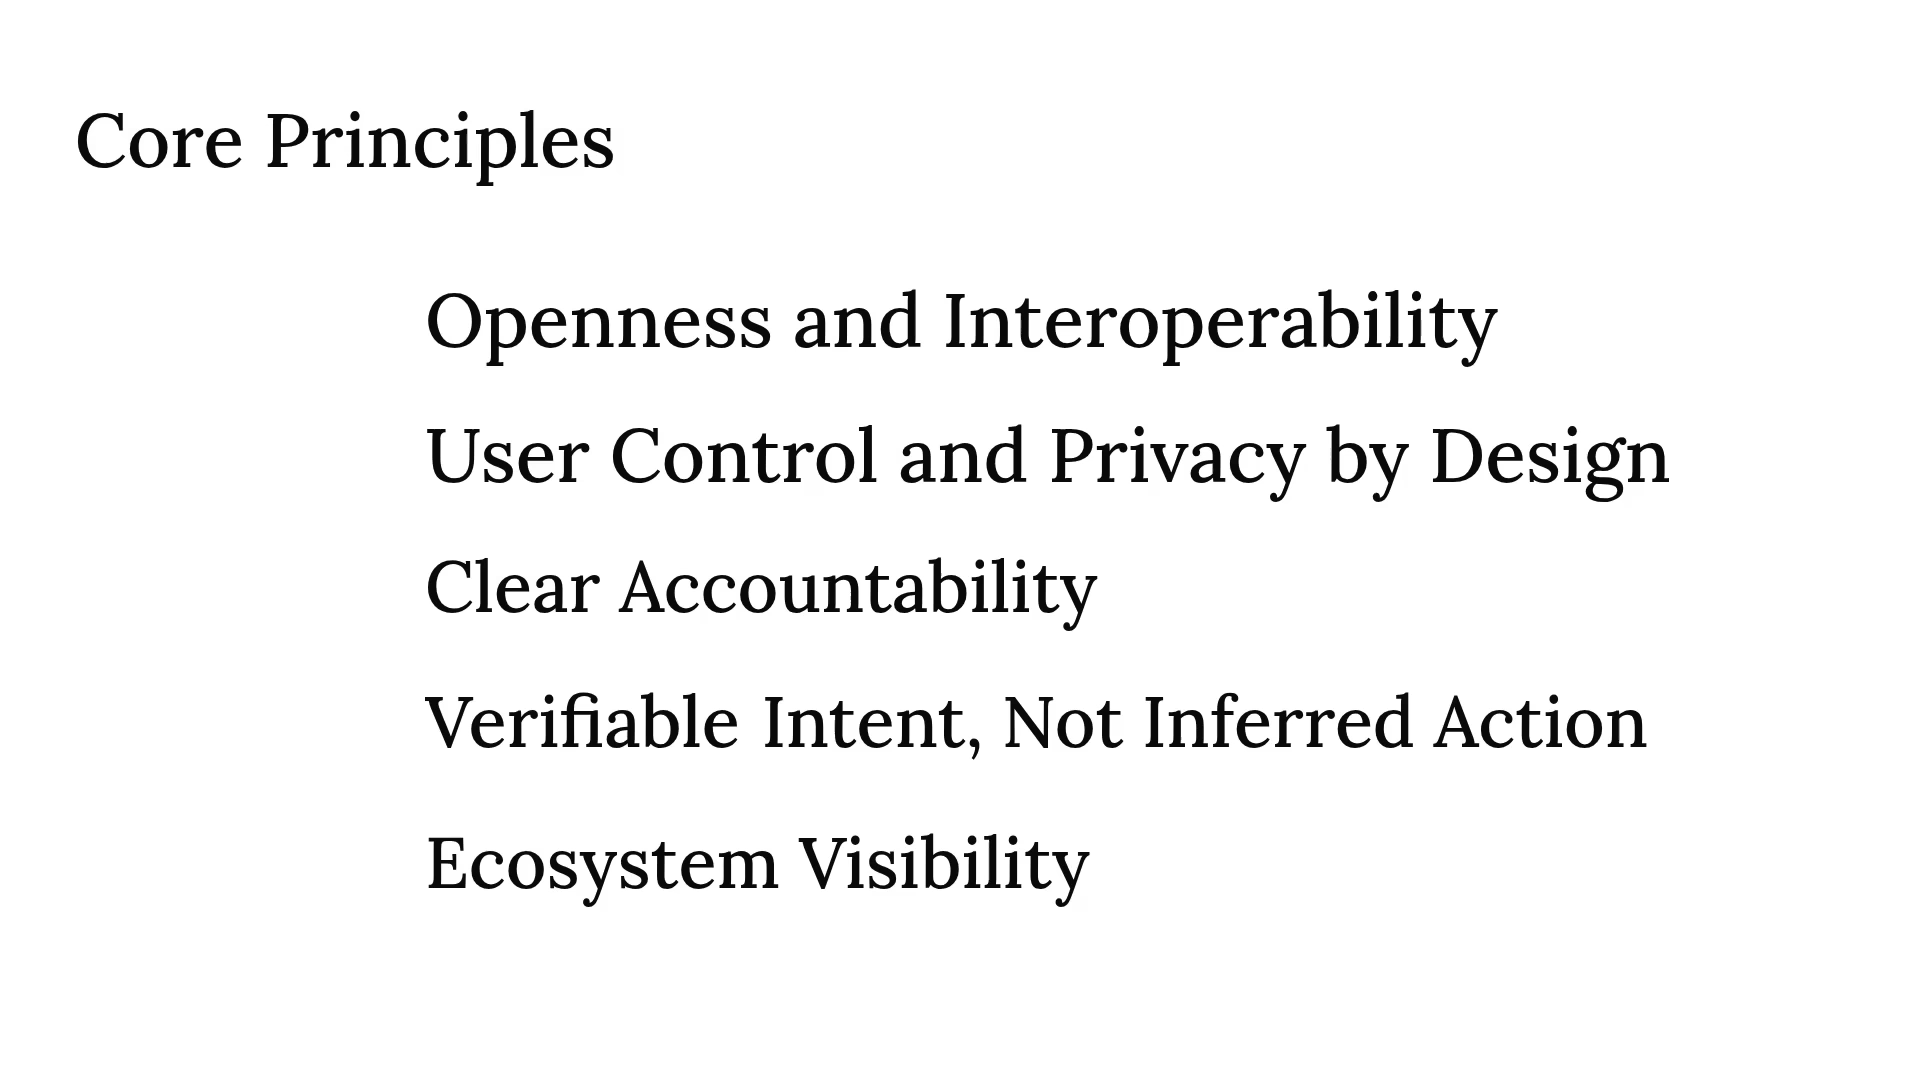 Core Principles
Openness and Interoperability
User Control and Privacy by Design
Clear Accountability
Verifiable Intent, Not Inferred Action
Ecosystem Visibility